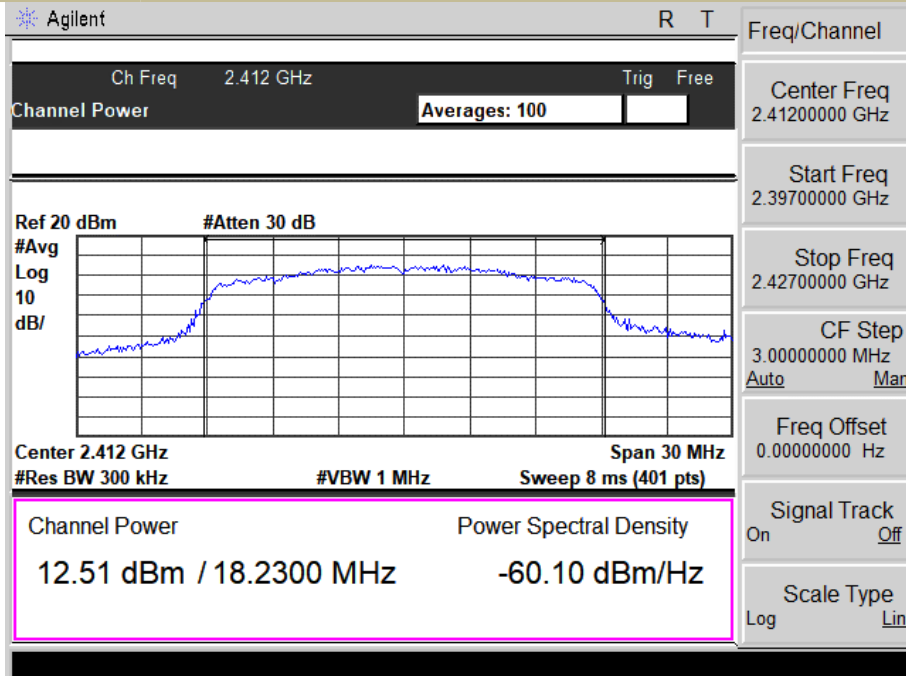 Agilent R T
Ch Freq 2.412 GHz Trig Free
Channel Power Averages: 100
Ref 20 dBm #Atten 30 dB
#Avg
Log
10
dB/
Center 2.412 GHz Span 30 MHz
#Res BW 300 kHz #VBW 1 MHz Sweep 8 ms (401 pts)
Channel Power Power Spectral Density
12.51 dBm / 18.2300 MHz -60.10 dBm/Hz
Freq/Channel
Center Freq
2.41200000 GHz
Start Freq
2.39700000 GHz
Stop Freq
2.42700000 GHz
CF Step
3.00000000 MHz
Auto Man
Freq Offset
0.00000000 Hz
Signal Track
On Off
Scale Type
Log Lin